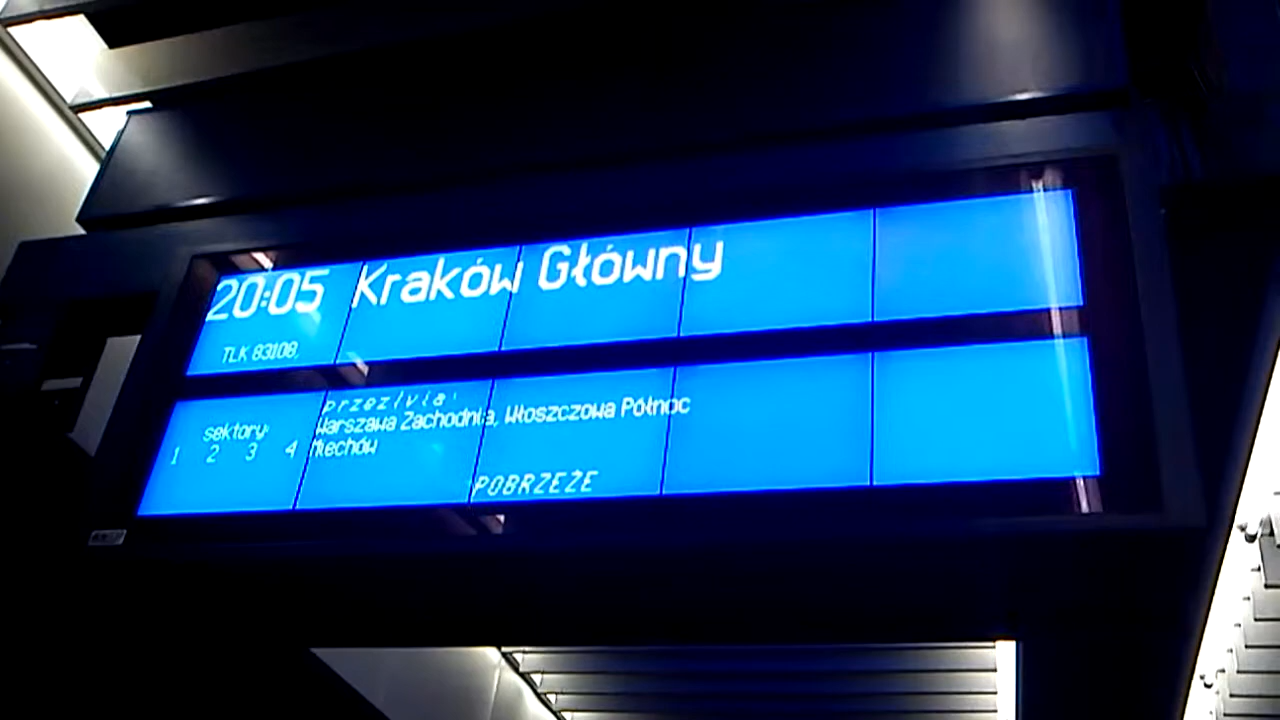 20:05 Kraków Główny
TLK 83108,
przez/via:
Warszawa Zachodnia, Włoszczowa Północ
sektory:
1 2 3 4
Miechów
POBRZEŻE